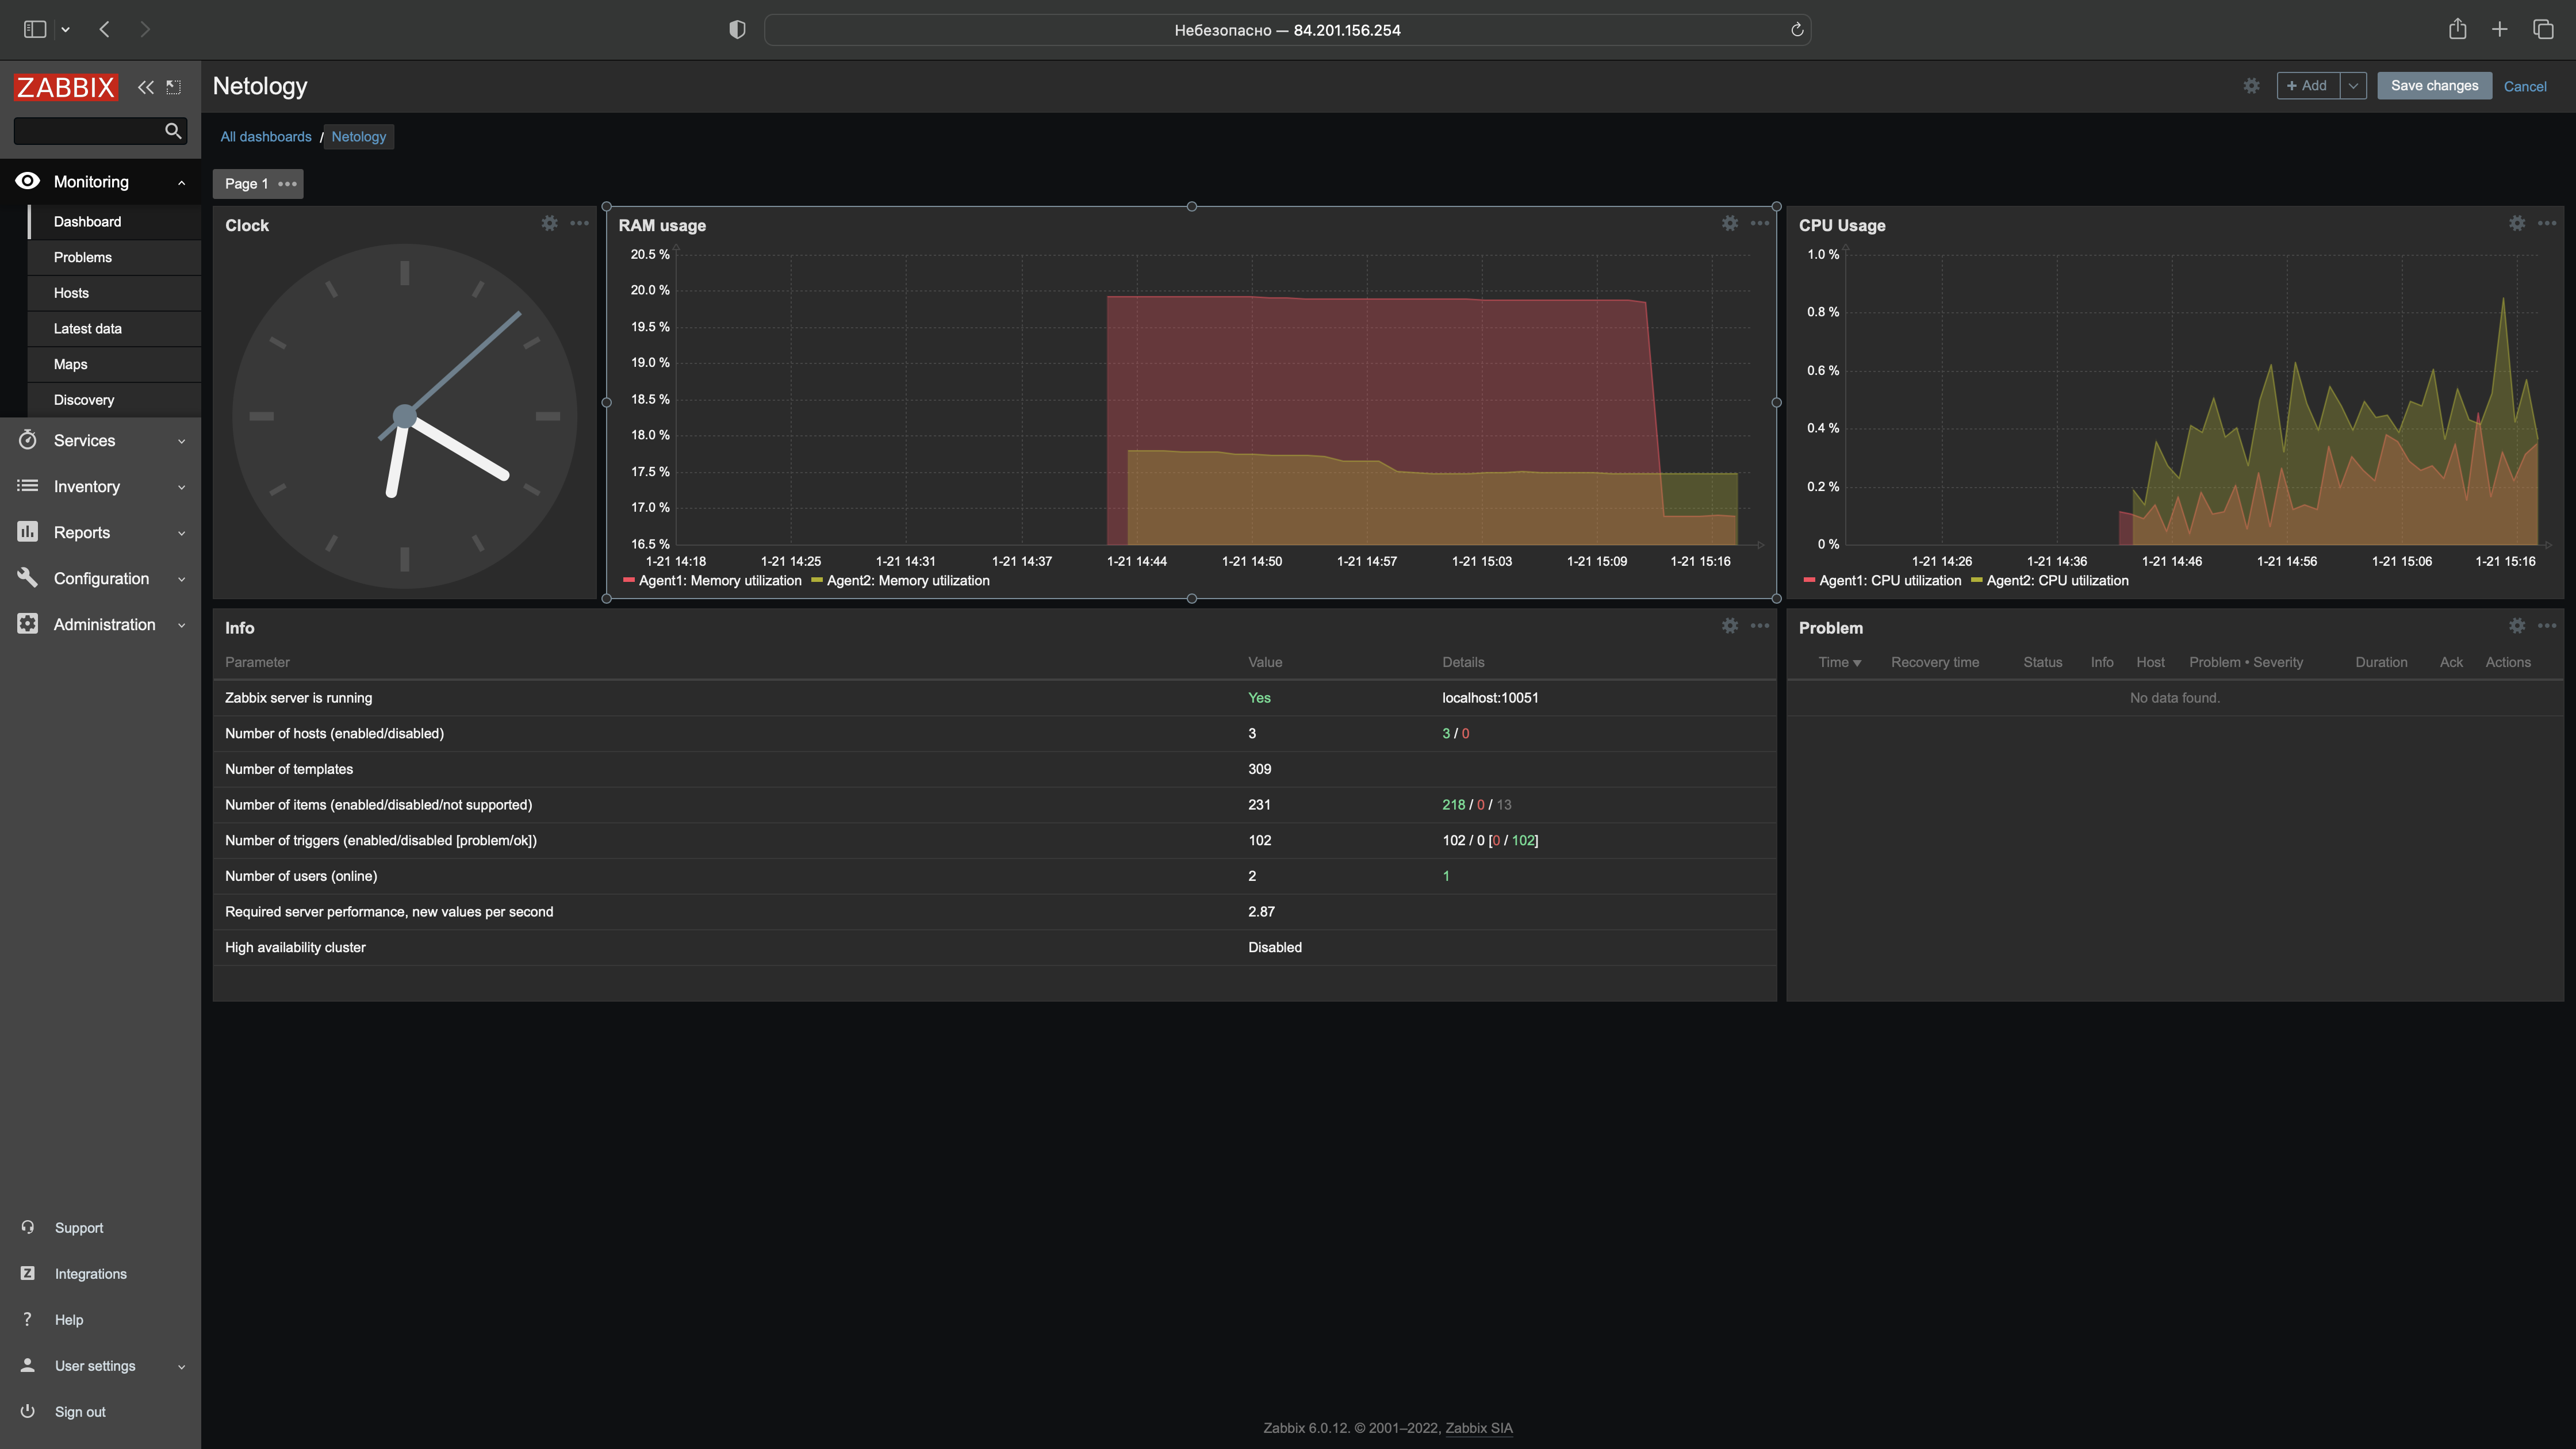 Небезопасно — 84.201.156.254
ZABBIX
Netology
+ Add
Save changes
Cancel
All dashboards / Netology
Monitoring
Dashboard
Problems
Hosts
Latest data
Maps
Discovery
Services
Inventory
Reports
Configuration
Administration
Support
Z Integrations
? Help
User settings
Sign out
Page 1
Clock
RAM usage
20.5 %
20.0 %
19.5 %
19.0 %
18.5 %
18.0 %
17.5 %
17.0 %
16.5 %
1-21 14:18 1-21 14:25 1-21 14:31 1-21 14:37 1-21 14:44 1-21 14:50 1-21 14:57 1-21 15:03 1-21 15:09 1-21 15:16
Agent1: Memory utilization Agent2: Memory utilization
CPU Usage
1.0 %
0.8 %
0.6 %
0.4 %
0.2 %
0 %
1-21 14:26 1-21 14:36 1-21 14:46 1-21 14:56 1-21 15:06 1-21 15:16
Agent1: CPU utilization Agent2: CPU utilization
Info
Parameter Value Details
Zabbix server is running Yes localhost:10051
Number of hosts (enabled/disabled) 3 3 / 0
Number of templates 309
Number of items (enabled/disabled/not supported) 231 218 / 0 / 13
Number of triggers (enabled/disabled [problem/ok]) 102 102 / 0 [0 / 102]
Number of users (online) 2 1
Required server performance, new values per second 2.87
High availability cluster Disabled
Problem
Time Recovery time Status Info Host Problem • Severity Duration Ack Actions
No data found.
Zabbix 6.0.12. © 2001–2022, Zabbix SIA